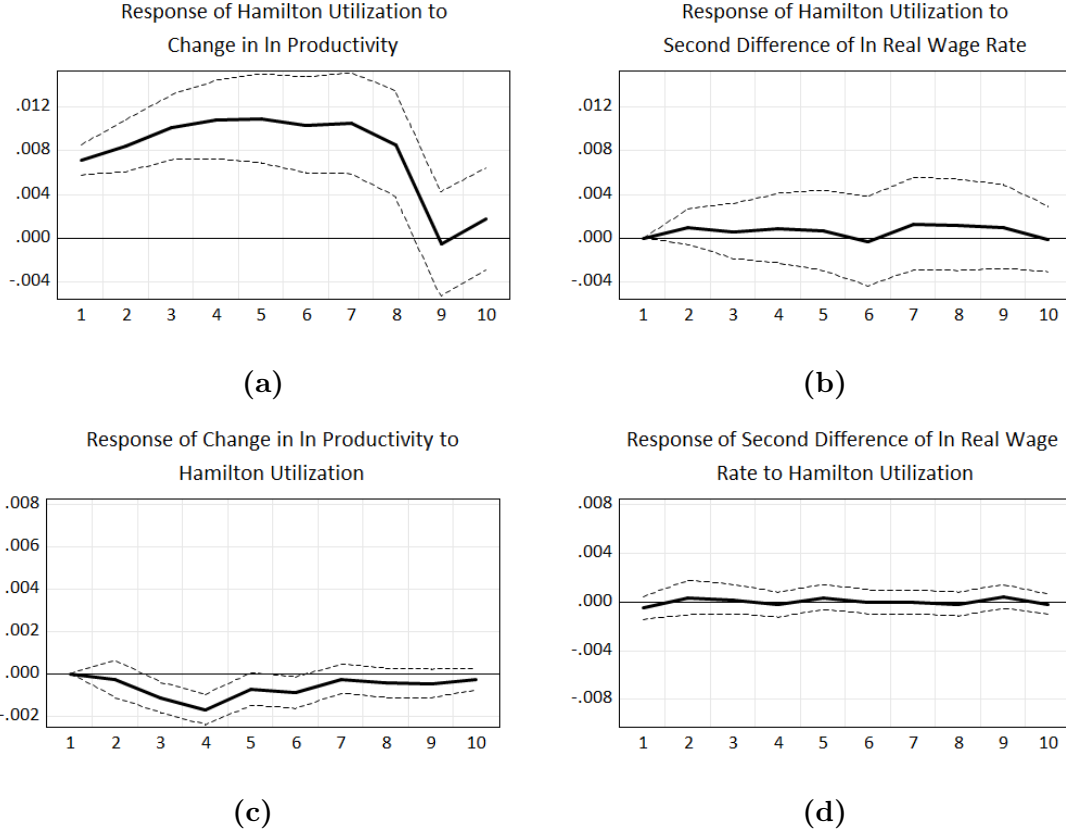 Response of Hamilton Utilization to
Change in ln Productivity
.012
.008
.004
.000
-.004
1 2 3 4 5 6 7 8 9 10
(a)
Response of Hamilton Utilization to
Second Difference of ln Real Wage Rate
.012
.008
.004
.000
-.004
1 2 3 4 5 6 7 8 9 10
(b)
Response of Change in ln Productivity to
Hamilton Utilization
.008
.006
.004
.002
.000
-.002
1 2 3 4 5 6 7 8 9 10
(c)
Response of Second Difference of ln Real Wage
Rate to Hamilton Utilization
.008
.004
.000
-.004
-.008
1 2 3 4 5 6 7 8 9 10
(d)